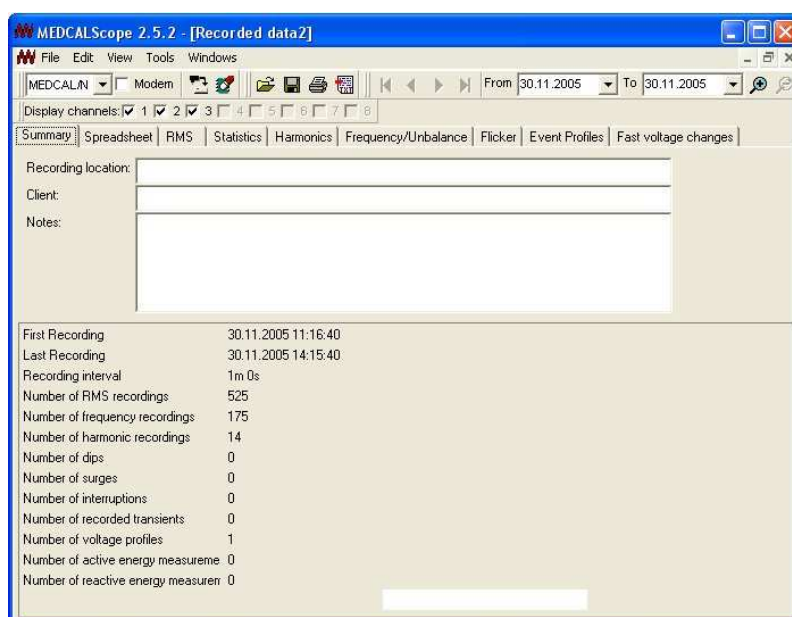 MEDCALScope 2.5.2 - [Recorded data2]
File Edit View Tools Windows
MEDCAL/N Modem From 30.11.2005 To 30.11.2005
Display channels: 1 2 3 4 5 6 7 8
Summary Spreadsheet RMS Statistics Harmonics Frequency/Unbalance Flicker Event Profiles Fast voltage changes
Recording location:
Client:
Notes:
First Recording 30.11.2005 11:16:40
Last Recording 30.11.2005 14:15:40
Recording interval 1m 0s
Number of RMS recordings 525
Number of frequency recordings 175
Number of harmonic recordings 14
Number of dips 0
Number of surges 0
Number of interruptions 0
Number of recorded transients 0
Number of voltage profiles 1
Number of active energy measureme 0
Number of reactive energy measurer 0